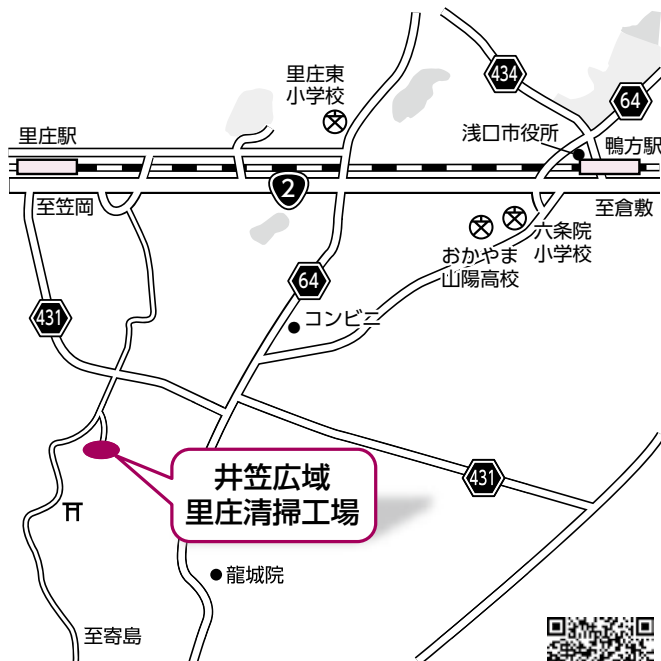 434
里庄東
小学校
64
浅口市役所
鴨方駅
里庄駅
2
至笠岡
至倉敷
六条院
小学校
おかやま
山陽高校
64
コンビニ
431
井笠広域
里庄清掃工場
431
龍城院
至寄島